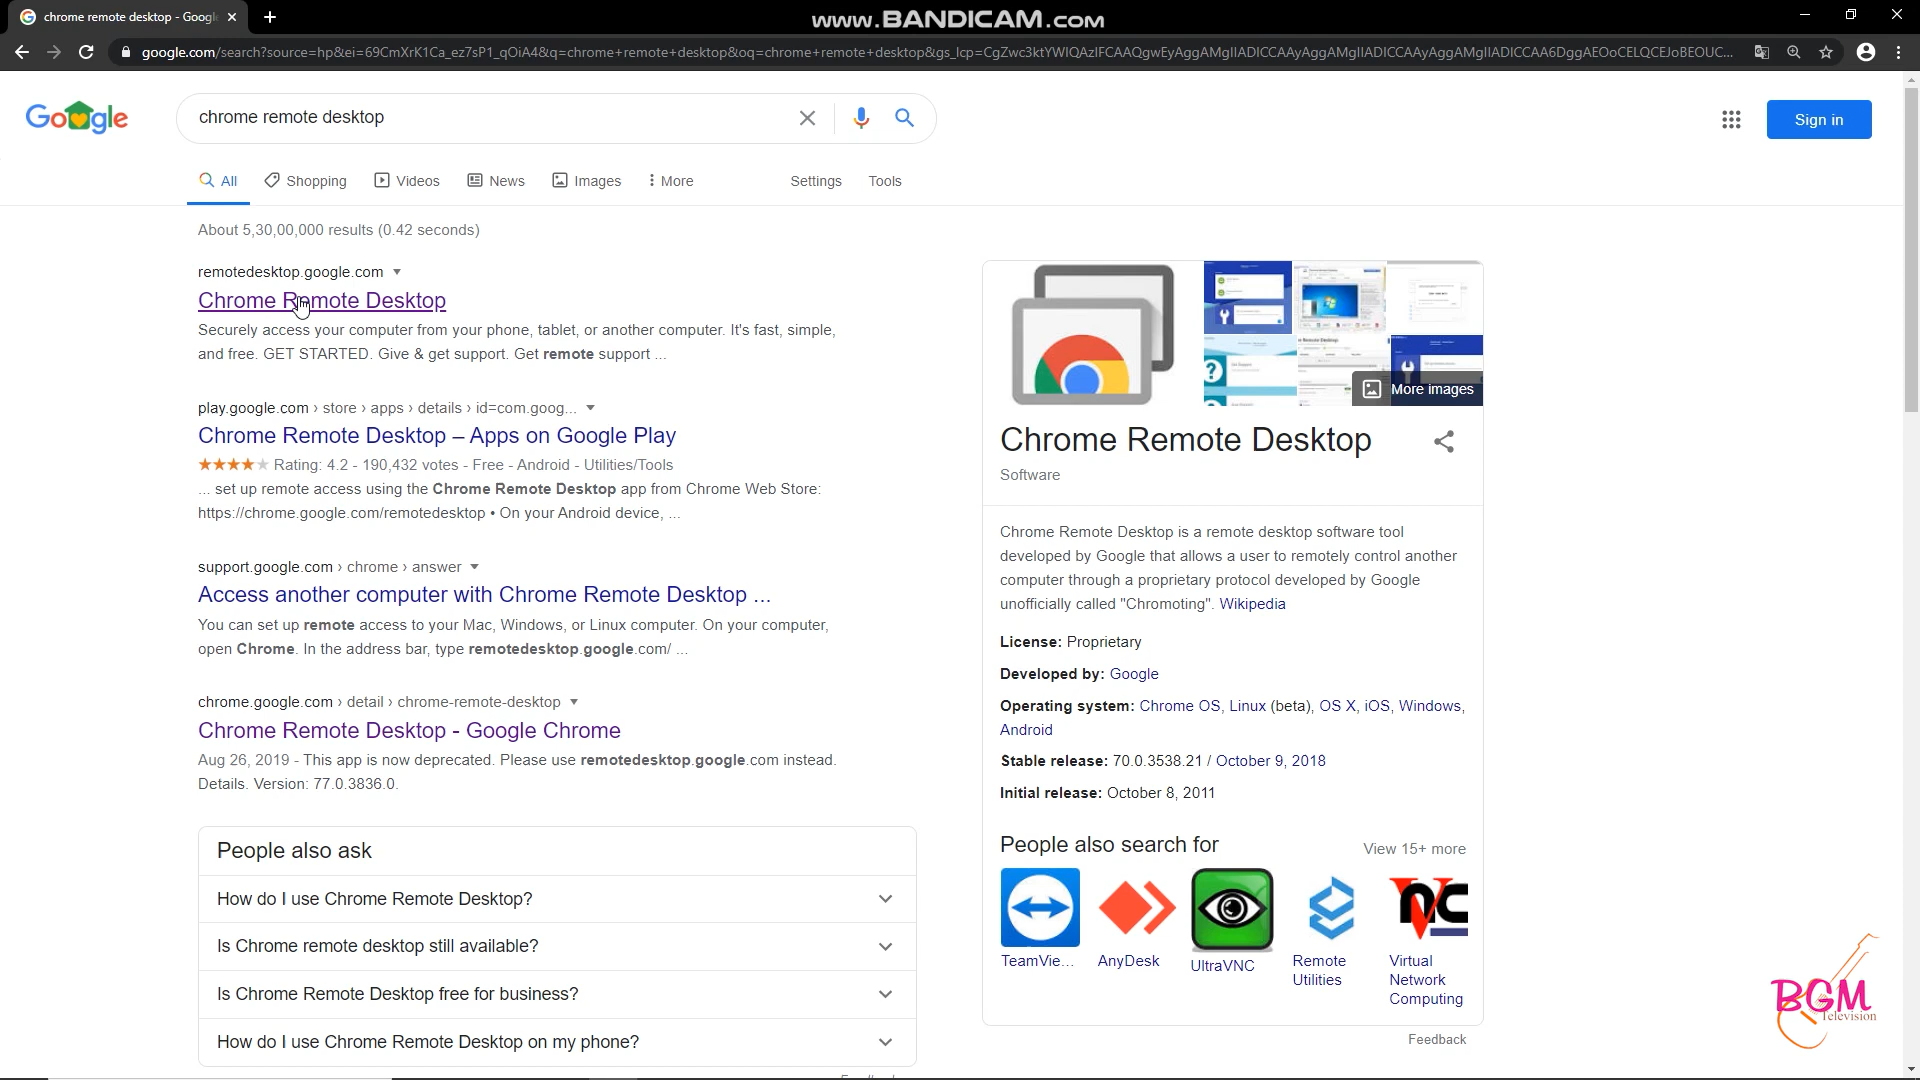 chrome remote desktop - Googl
www.BANDICAM.com
google.com/search?source=hp&ei=69CmXrK1Ca_ez7sP1_qOiA4&q=chrome+remote+desktop&oq=chrome+remote+desktop&gs_lcp=CgZwc3ktYWIQAzIFCAAQgwEyAggAMgIIADICCAAyAggAMgIIADICCAAyAggAMgIIADICCAA6DggAEOoCELQCEJoBEOUC...
Google
chrome remote desktop
Sign in
All Shopping Videos News Images More Settings Tools
About 5,30,00,000 results (0.42 seconds)
remotedesktop.google.com
Chrome Remote Desktop
Securely access your computer from your phone, tablet, or another computer. It's fast, simple,
and free. GET STARTED. Give & get support. Get remote support ...
play.google.com › store › apps › details › id=com.goog...
Chrome Remote Desktop – Apps on Google Play
Rating: 4.2 - 190,432 votes - Free - Android - Utilities/Tools
... set up remote access using the Chrome Remote Desktop app from Chrome Web Store:
https://chrome.google.com/remotedesktop • On your Android device, ...
support.google.com › chrome › answer
Access another computer with Chrome Remote Desktop ...
You can set up remote access to your Mac, Windows, or Linux computer. On your computer,
open Chrome. In the address bar, type remotedesktop.google.com/ ...
chrome.google.com › detail › chrome-remote-desktop
Chrome Remote Desktop - Google Chrome
Aug 26, 2019 - This app is now deprecated. Please use remotedesktop.google.com instead.
Details. Version: 77.0.3836.0.
People also ask
How do I use Chrome Remote Desktop?
Is Chrome remote desktop still available?
Is Chrome Remote Desktop free for business?
How do I use Chrome Remote Desktop on my phone?
More images
Chrome Remote Desktop
Software
Chrome Remote Desktop is a remote desktop software tool
developed by Google that allows a user to remotely control another
computer through a proprietary protocol developed by Google
unofficially called "Chromoting". Wikipedia
License: Proprietary
Developed by: Google
Operating system: Chrome OS, Linux (beta), OS X, iOS, Windows,
Android
Stable release: 70.0.3538.21 / October 9, 2018
Initial release: October 8, 2011
People also search for
View 15+ more
TeamVie...
AnyDesk
UltraVNC
Remote
Utilities
Virtual
Network
Computing
Feedback
BGM
Television